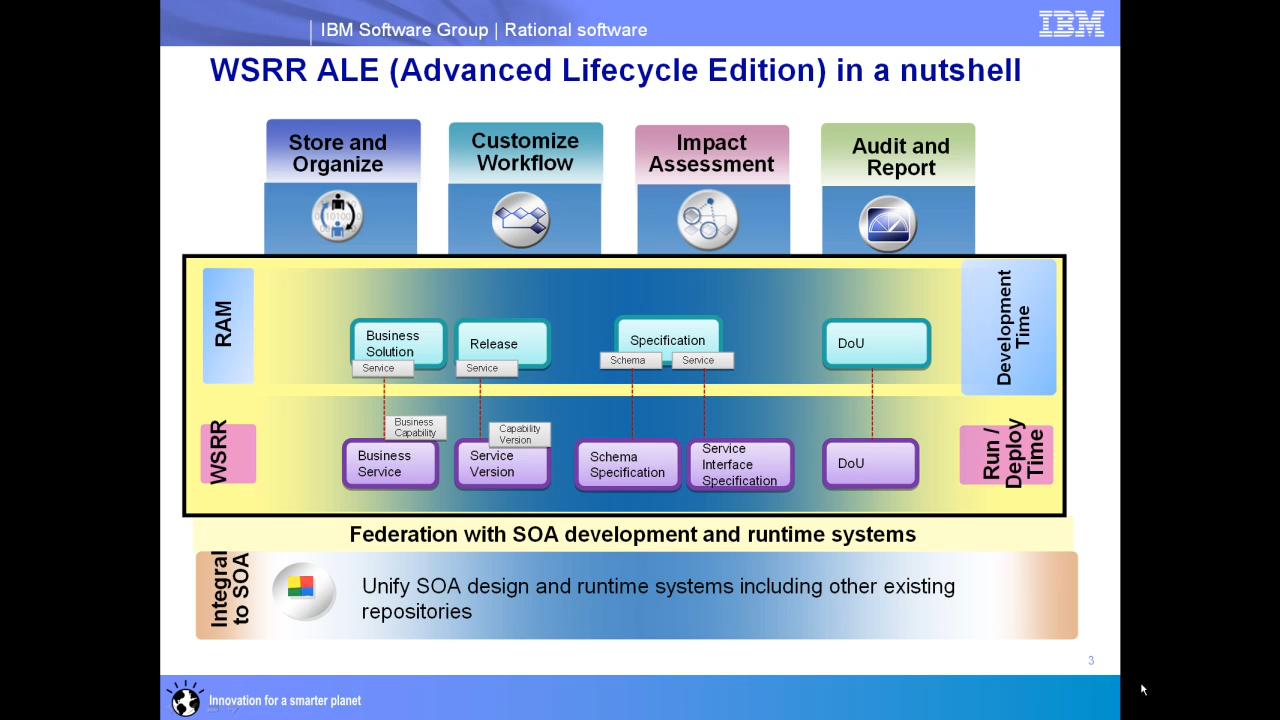 IBM Software Group | Rational software
IBM
WSRR ALE (Advanced Lifecycle Edition) in a nutshell
Store and
Organize
Customize
Workflow
Impact
Assessment
Audit and
Report
RAM
Business
Solution
Service
Release
Service
Specification
Schema
Service
DoU
Development
Time
WSRR
Business
Capability
Business
Service
Capability
Version
Service
Version
Schema
Specification
Service
Interface
Specification
DoU
Run /
Deploy
Time
Federation with SOA development and runtime systems
Integral
to SOA
Unify SOA design and runtime systems including other existing
repositories
3
Innovation for a smarter planet